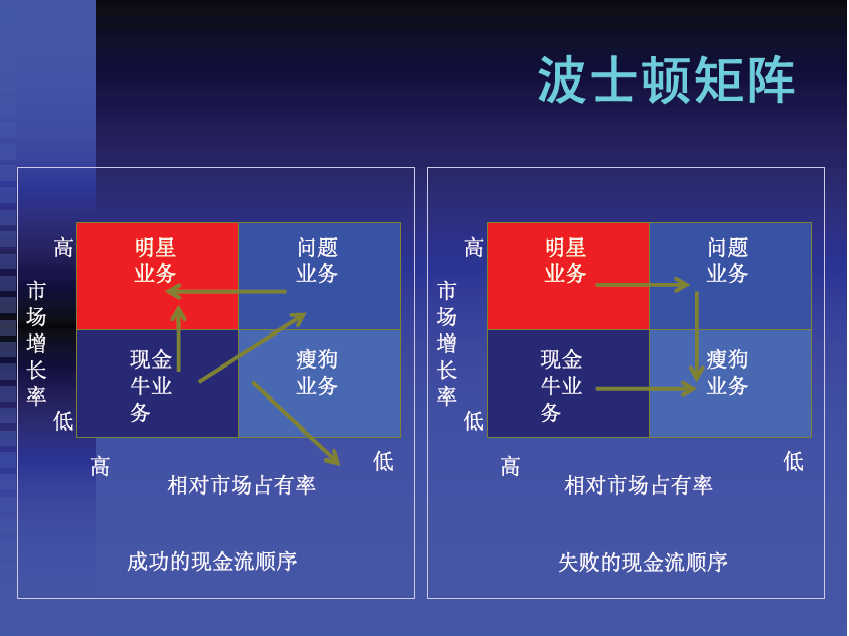 波士顿矩阵
高
明星
业务
问题
业务
市
场
增
长
率
现金
牛业
务
瘦狗
业务
低
高
低
相对市场占有率
成功的现金流顺序
高
明星
业务
问题
业务
市
场
增
长
率
现金
牛业
务
瘦狗
业务
低
高
低
相对市场占有率
失败的现金流顺序